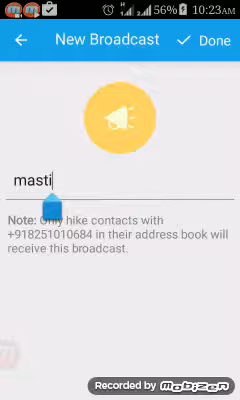 56% 10:23AM
New Broadcast Done
masti
Note: Only hike contacts with
+918251010684 in their address book will
receive this broadcast.
Recorded by Mobizen